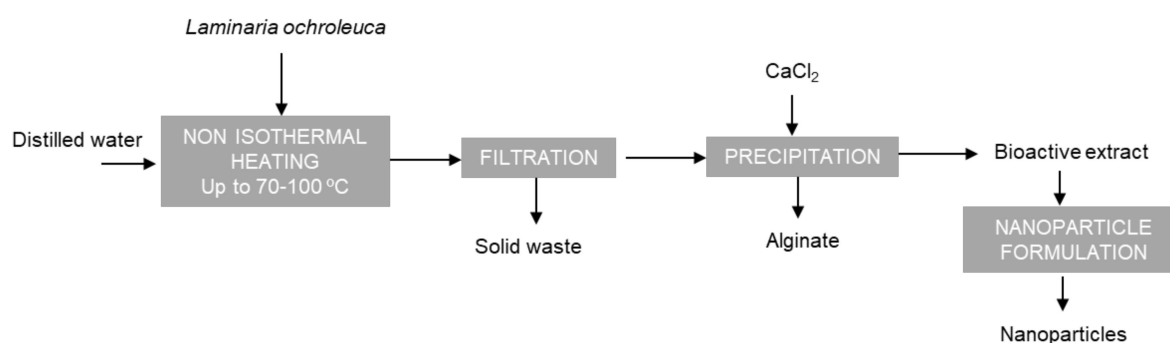 Laminaria ochroleuca
Distilled water
NON ISOTHERMAL
HEATING
Up to 70-100 ºC
FILTRATION
Solid waste
CaCl₂
PRECIPITATION
Alginate
Bioactive extract
NANOPARTICLE
FORMULATION
Nanoparticles